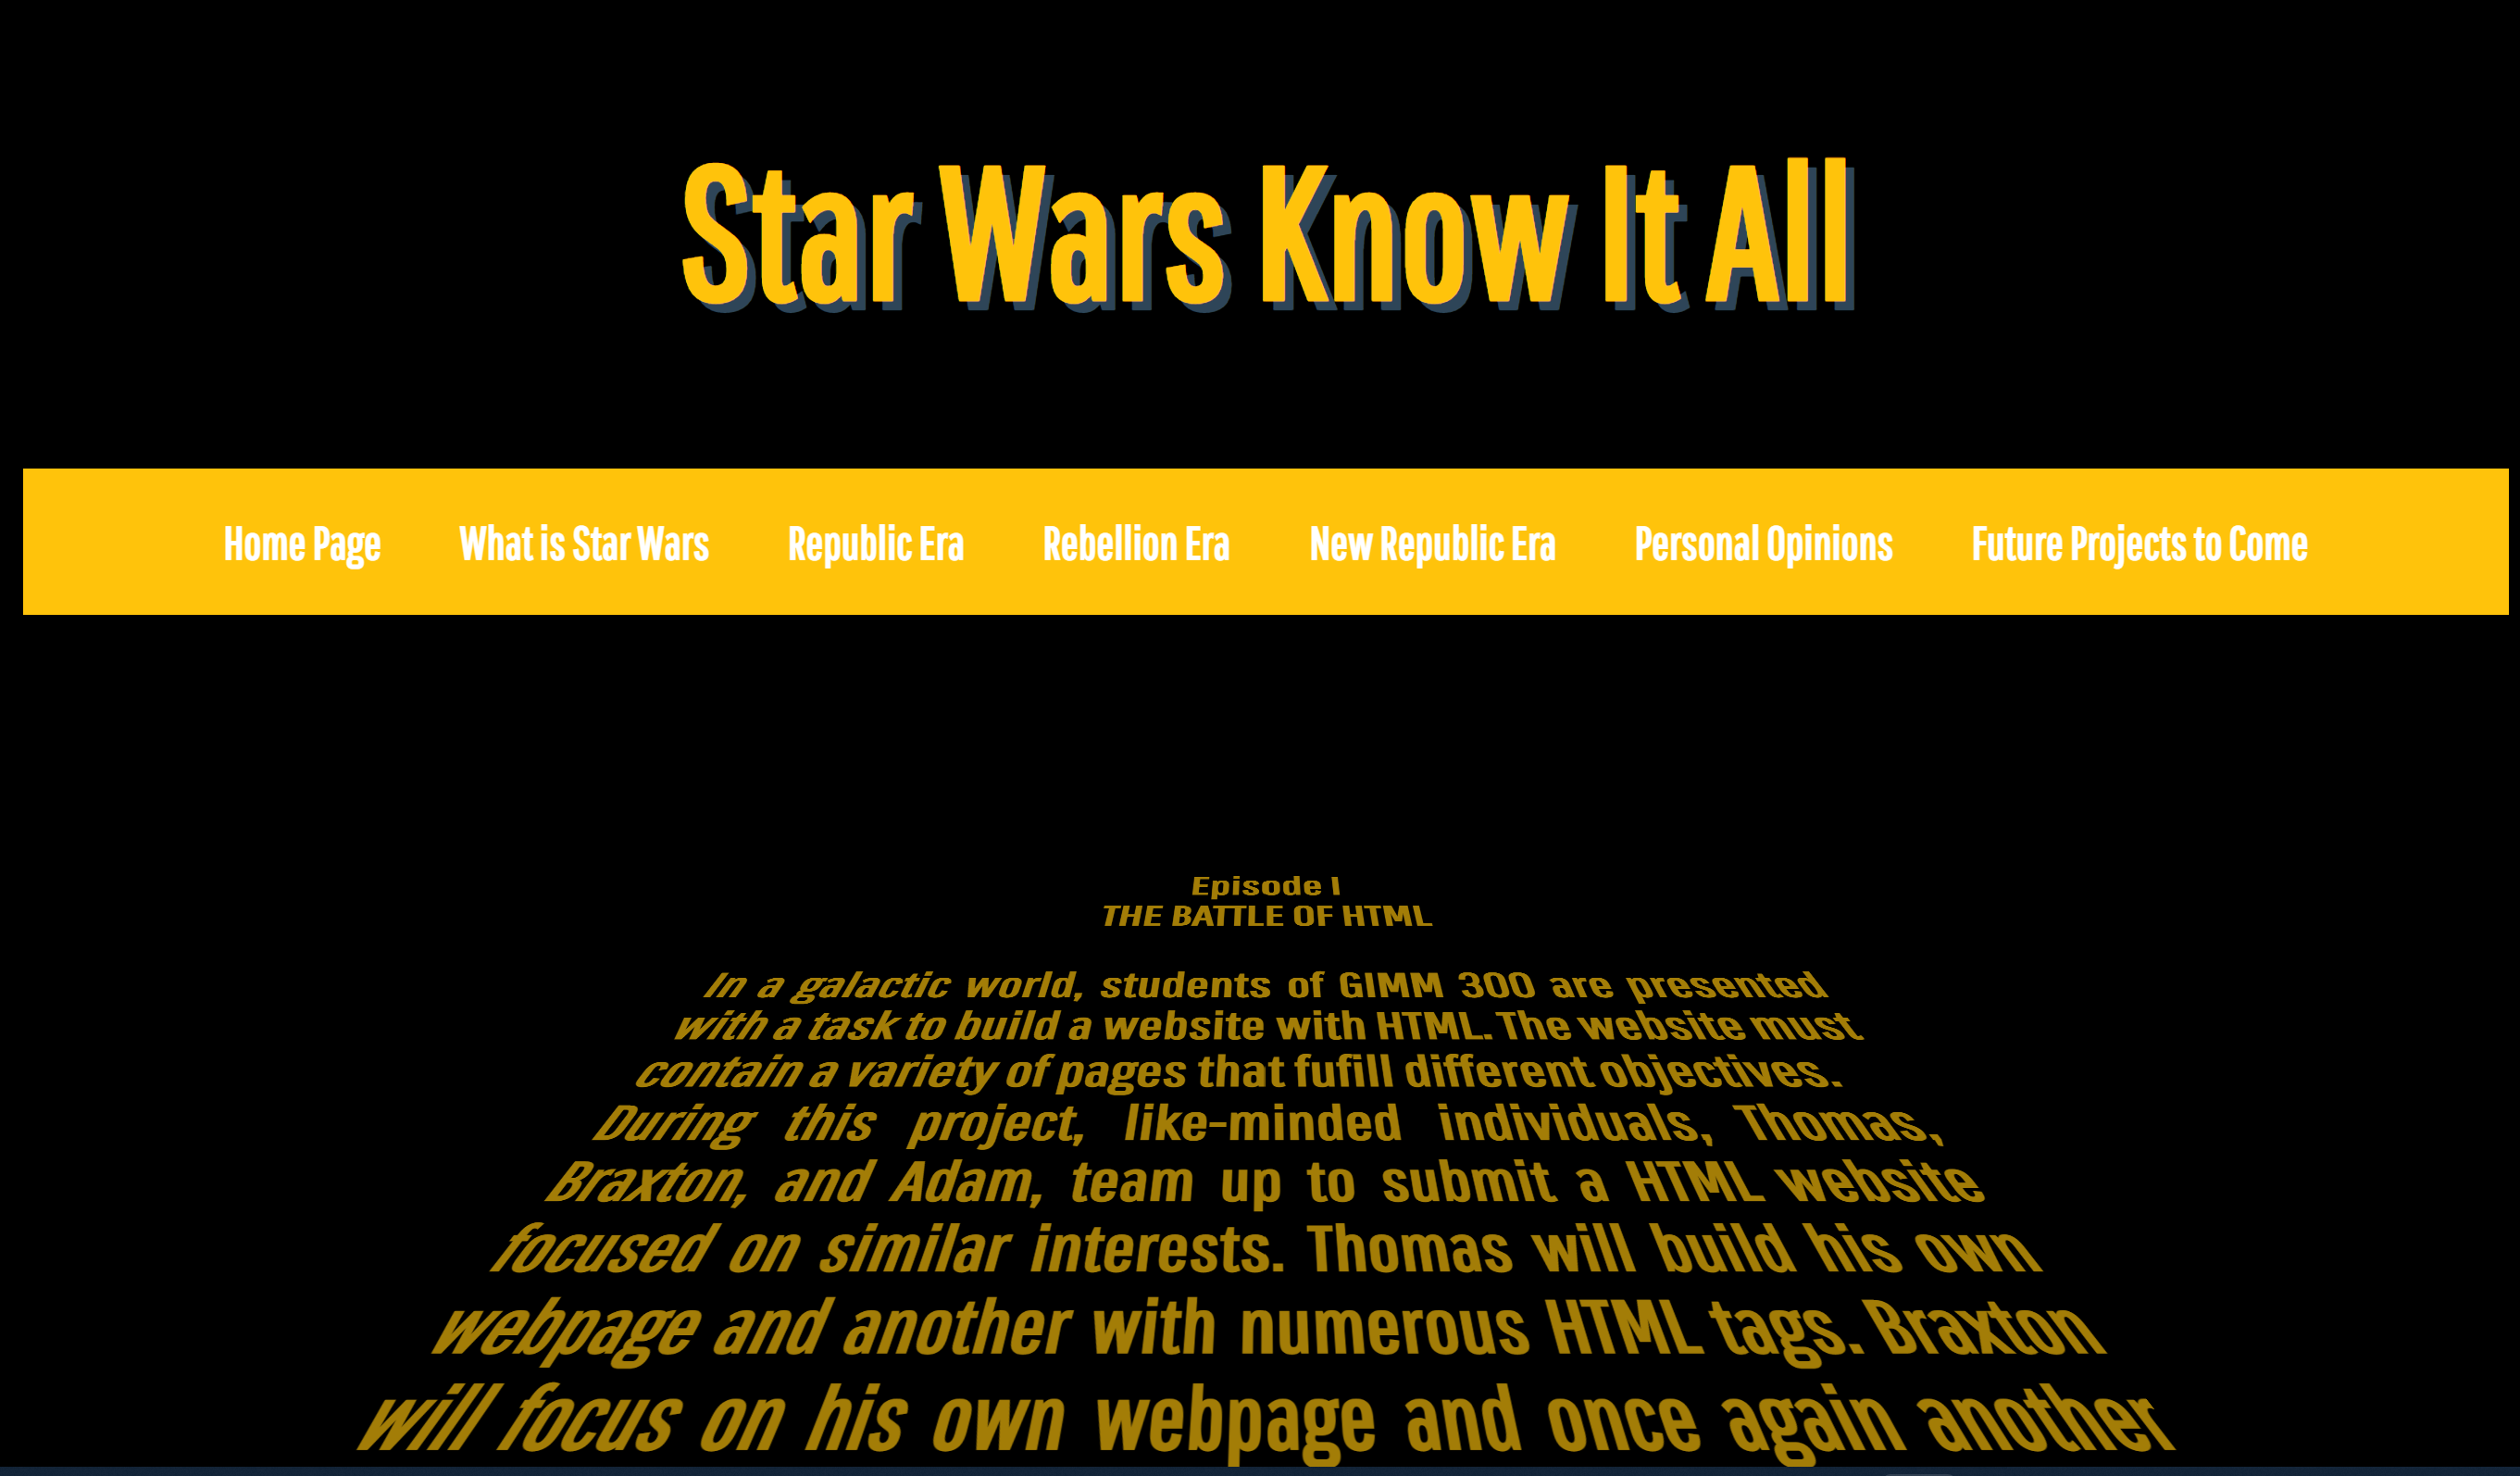 Star Wars Know It All
Home Page What is Star Wars Republic Era Rebellion Era New Republic Era Personal Opinions Future Projects to Come
Episode I
THE BATTLE OF HTML
In a galactic world, students of GIMM 300 are presented
with a task to build a website with HTML. The website must
contain a variety of pages that fufill different objectives.
During this project, like-minded individuals, Thomas,
Braxton, and Adam, team up to submit a HTML website
focused on similar interests. Thomas will build his own
webpage and another with numerous HTML tags. Braxton
will focus on his own webpage and once again another